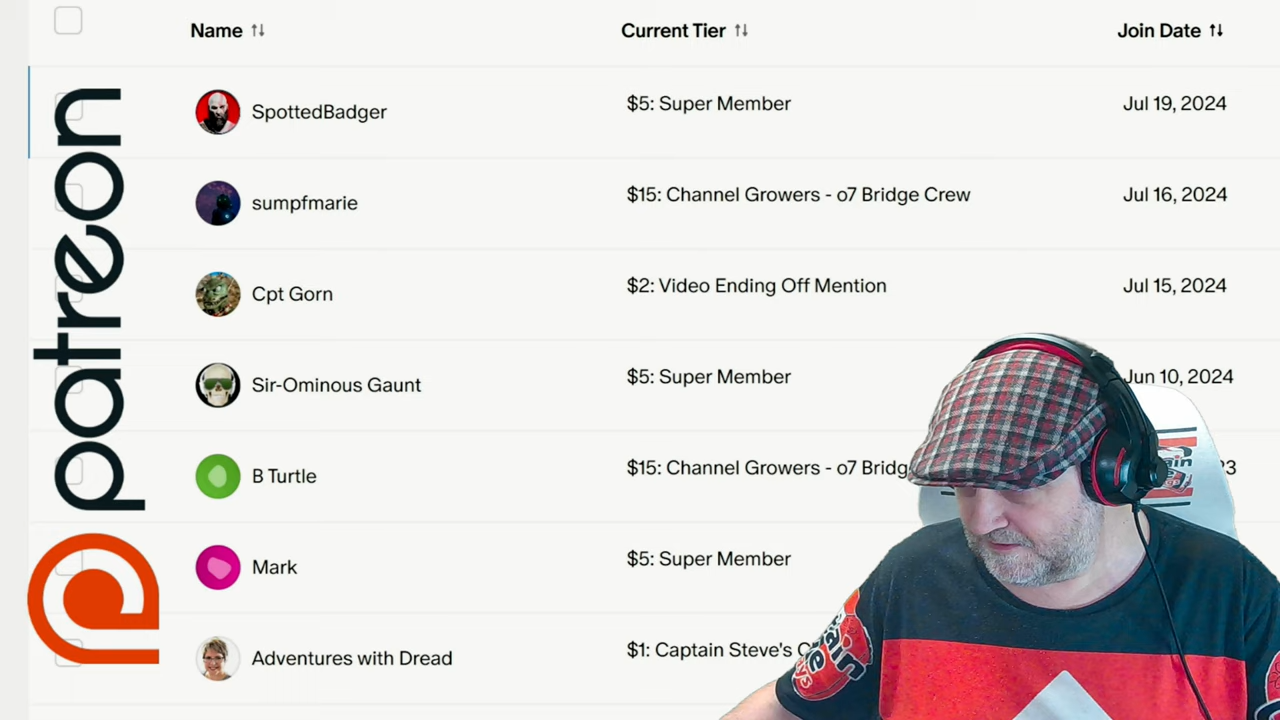 Name Current Tier Join Date
SpottedBadger $5: Super Member Jul 19, 2024
sumpfmarie $15: Channel Growers - o7 Bridge Crew Jul 16, 2024
Cpt Gorn $2: Video Ending Off Mention Jul 15, 2024
Sir-Ominous Gaunt $5: Super Member Jun 10, 2024
B Turtle $15: Channel Growers - o7
Mark $5: Super Member
Adventures with Dread $1: Captain Steve's
patreon